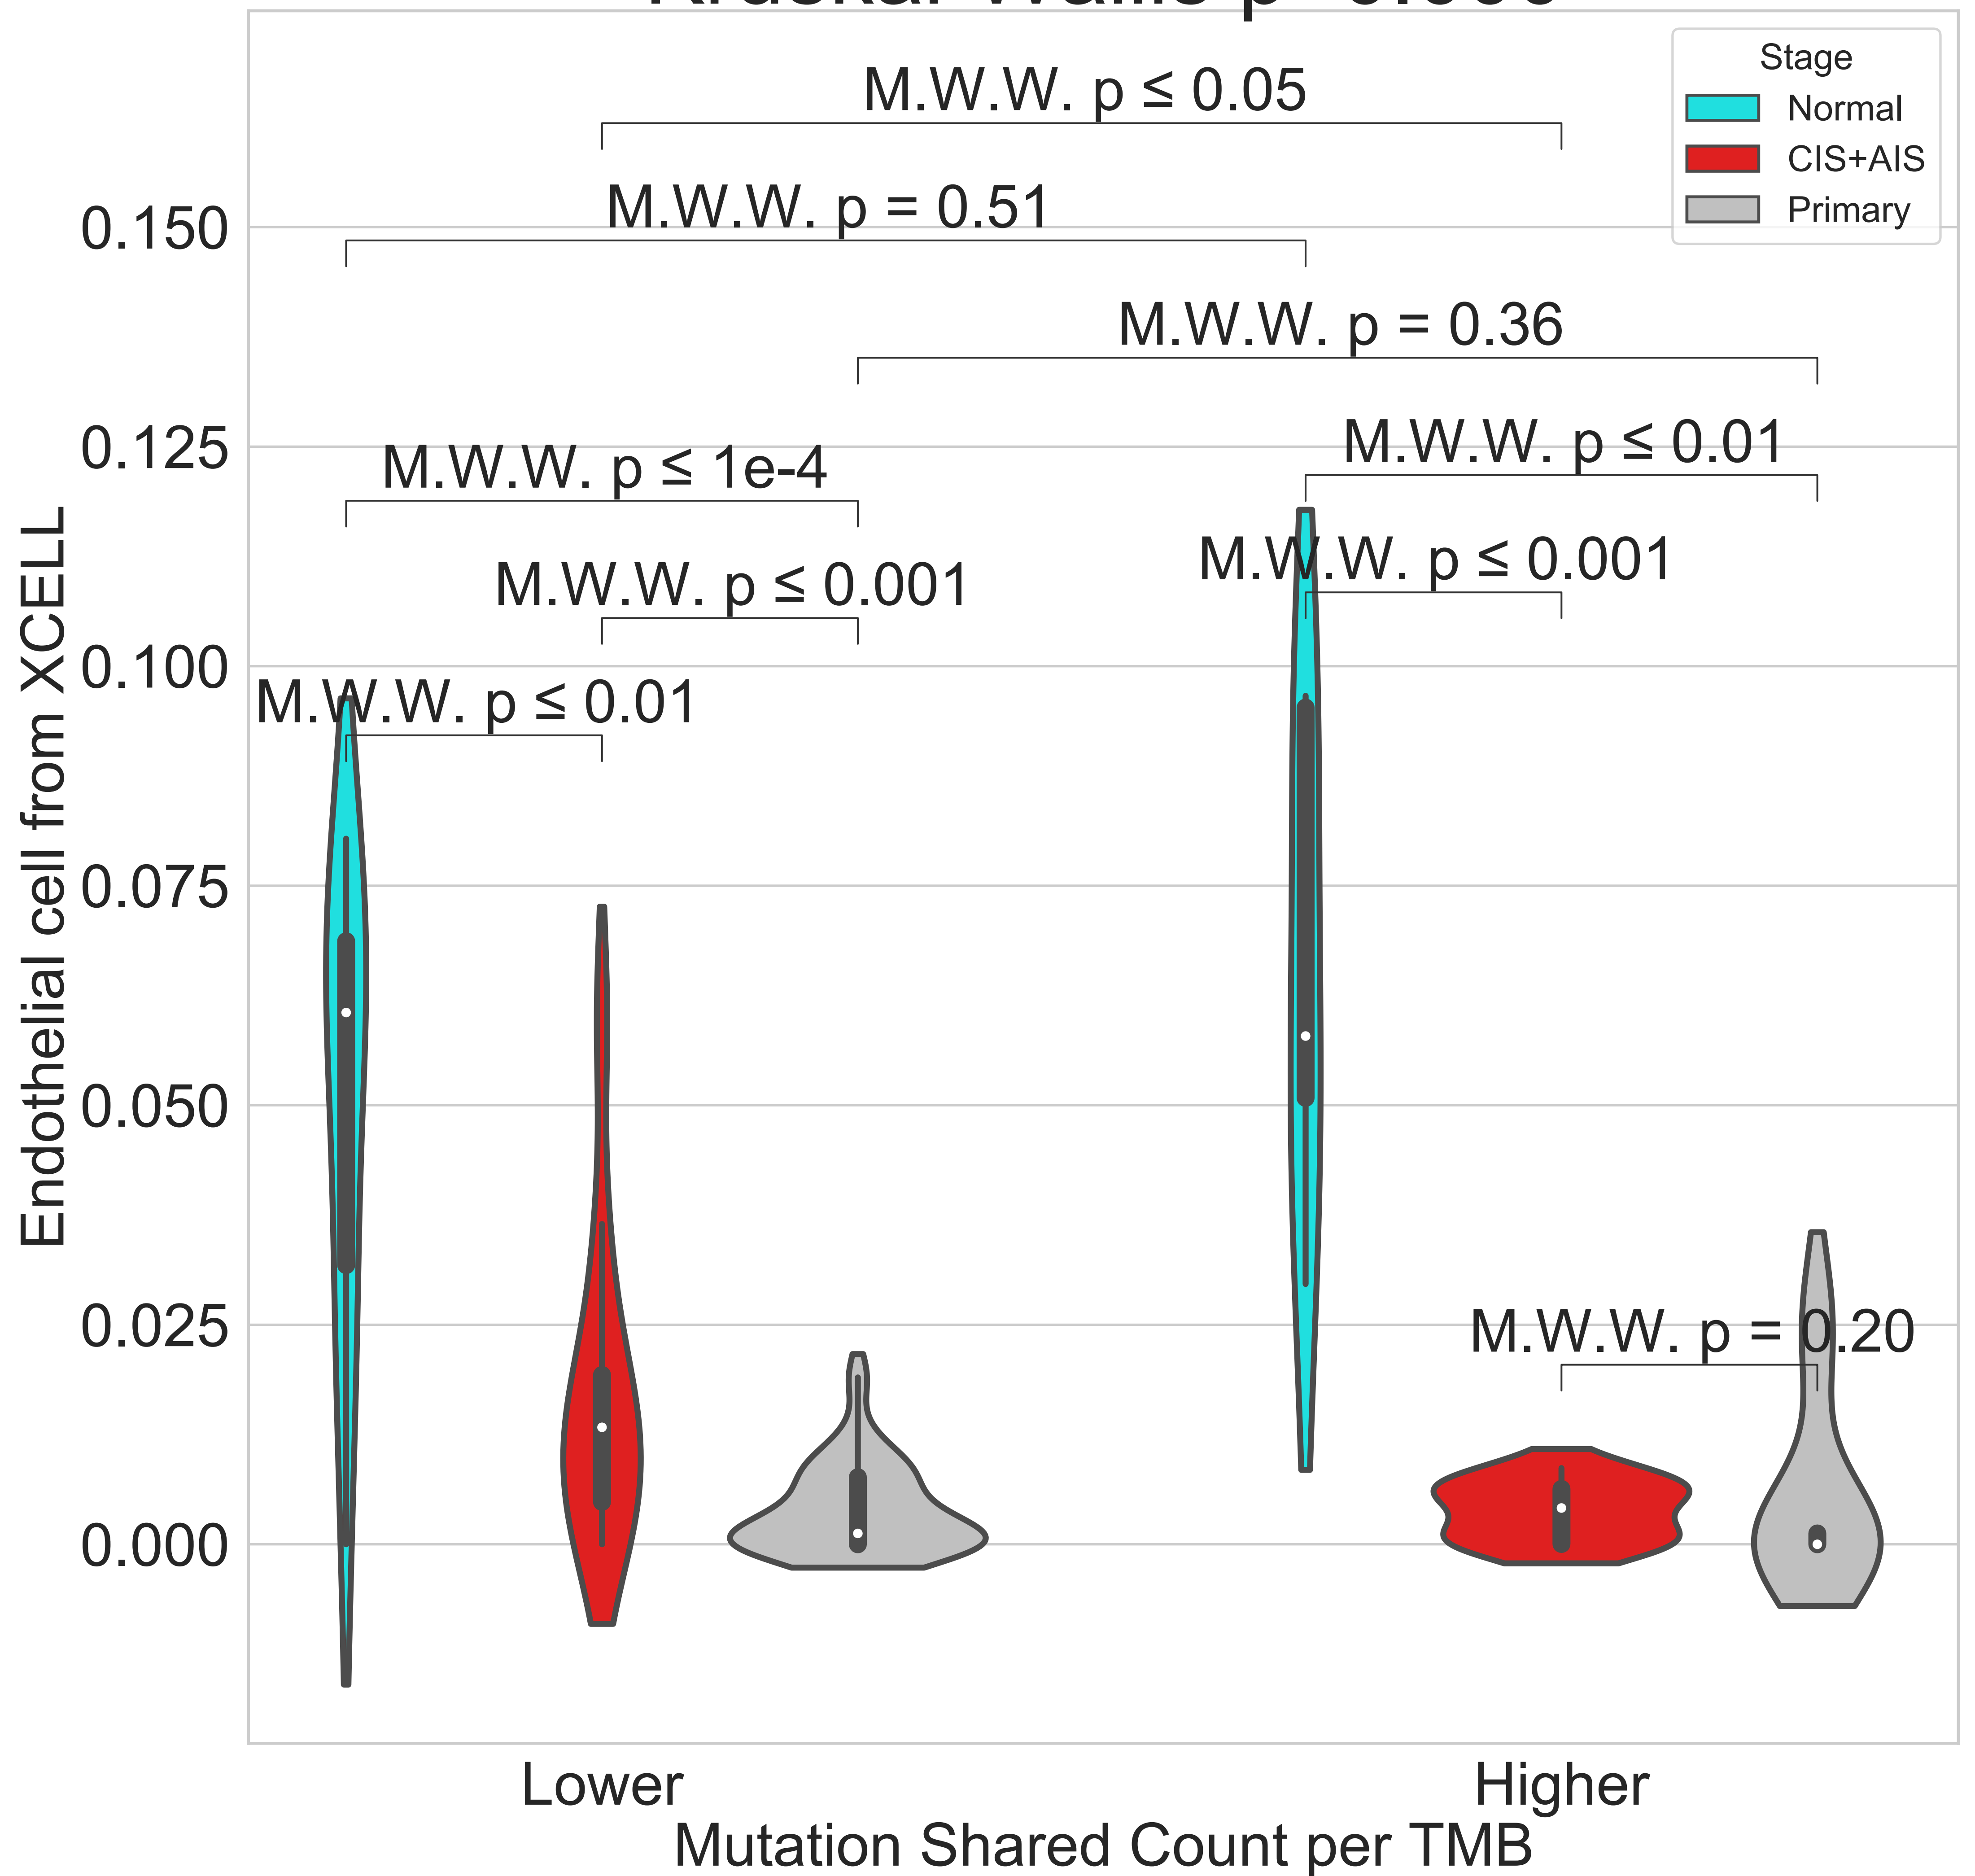 M.W.W. p ≤ 0.05
Stage
Normal
CIS+AIS
Primary
M.W.W. p = 0.51
0.150
M.W.W. p = 0.36
M.W.W. p ≤ 0.01
0.125
M.W.W. p ≤ 1e-4
M.W.W. p ≤ 0.001
M.W.W. p ≤ 0.001
0.100
M.W.W. p ≤ 0.01
0.075
0.050
0.025
M.W.W. p = 0.20
0.000
Endothelial cell from XCELL
Lower
Higher
Mutation Shared Count per TMB